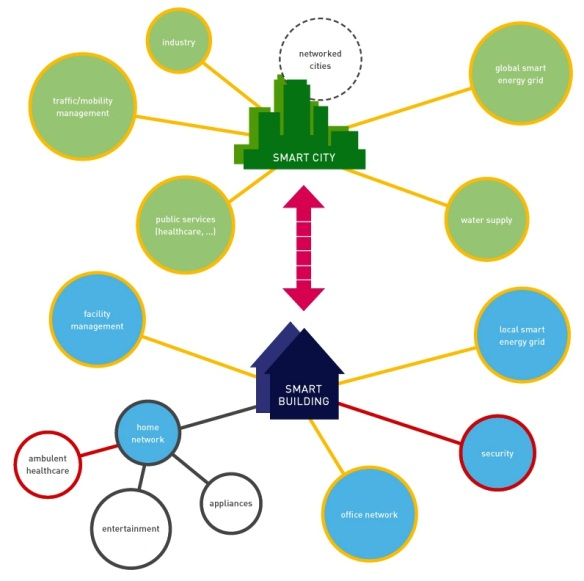 industry
networked
cities
global smart
energy grid
traffic/mobility
management
SMART CITY
public services
(healthcare, ...)
water supply
facility
management
local smart
energy grid
SMART
BUILDING
home
network
ambulent
healthcare
security
appliances
entertainment
office network